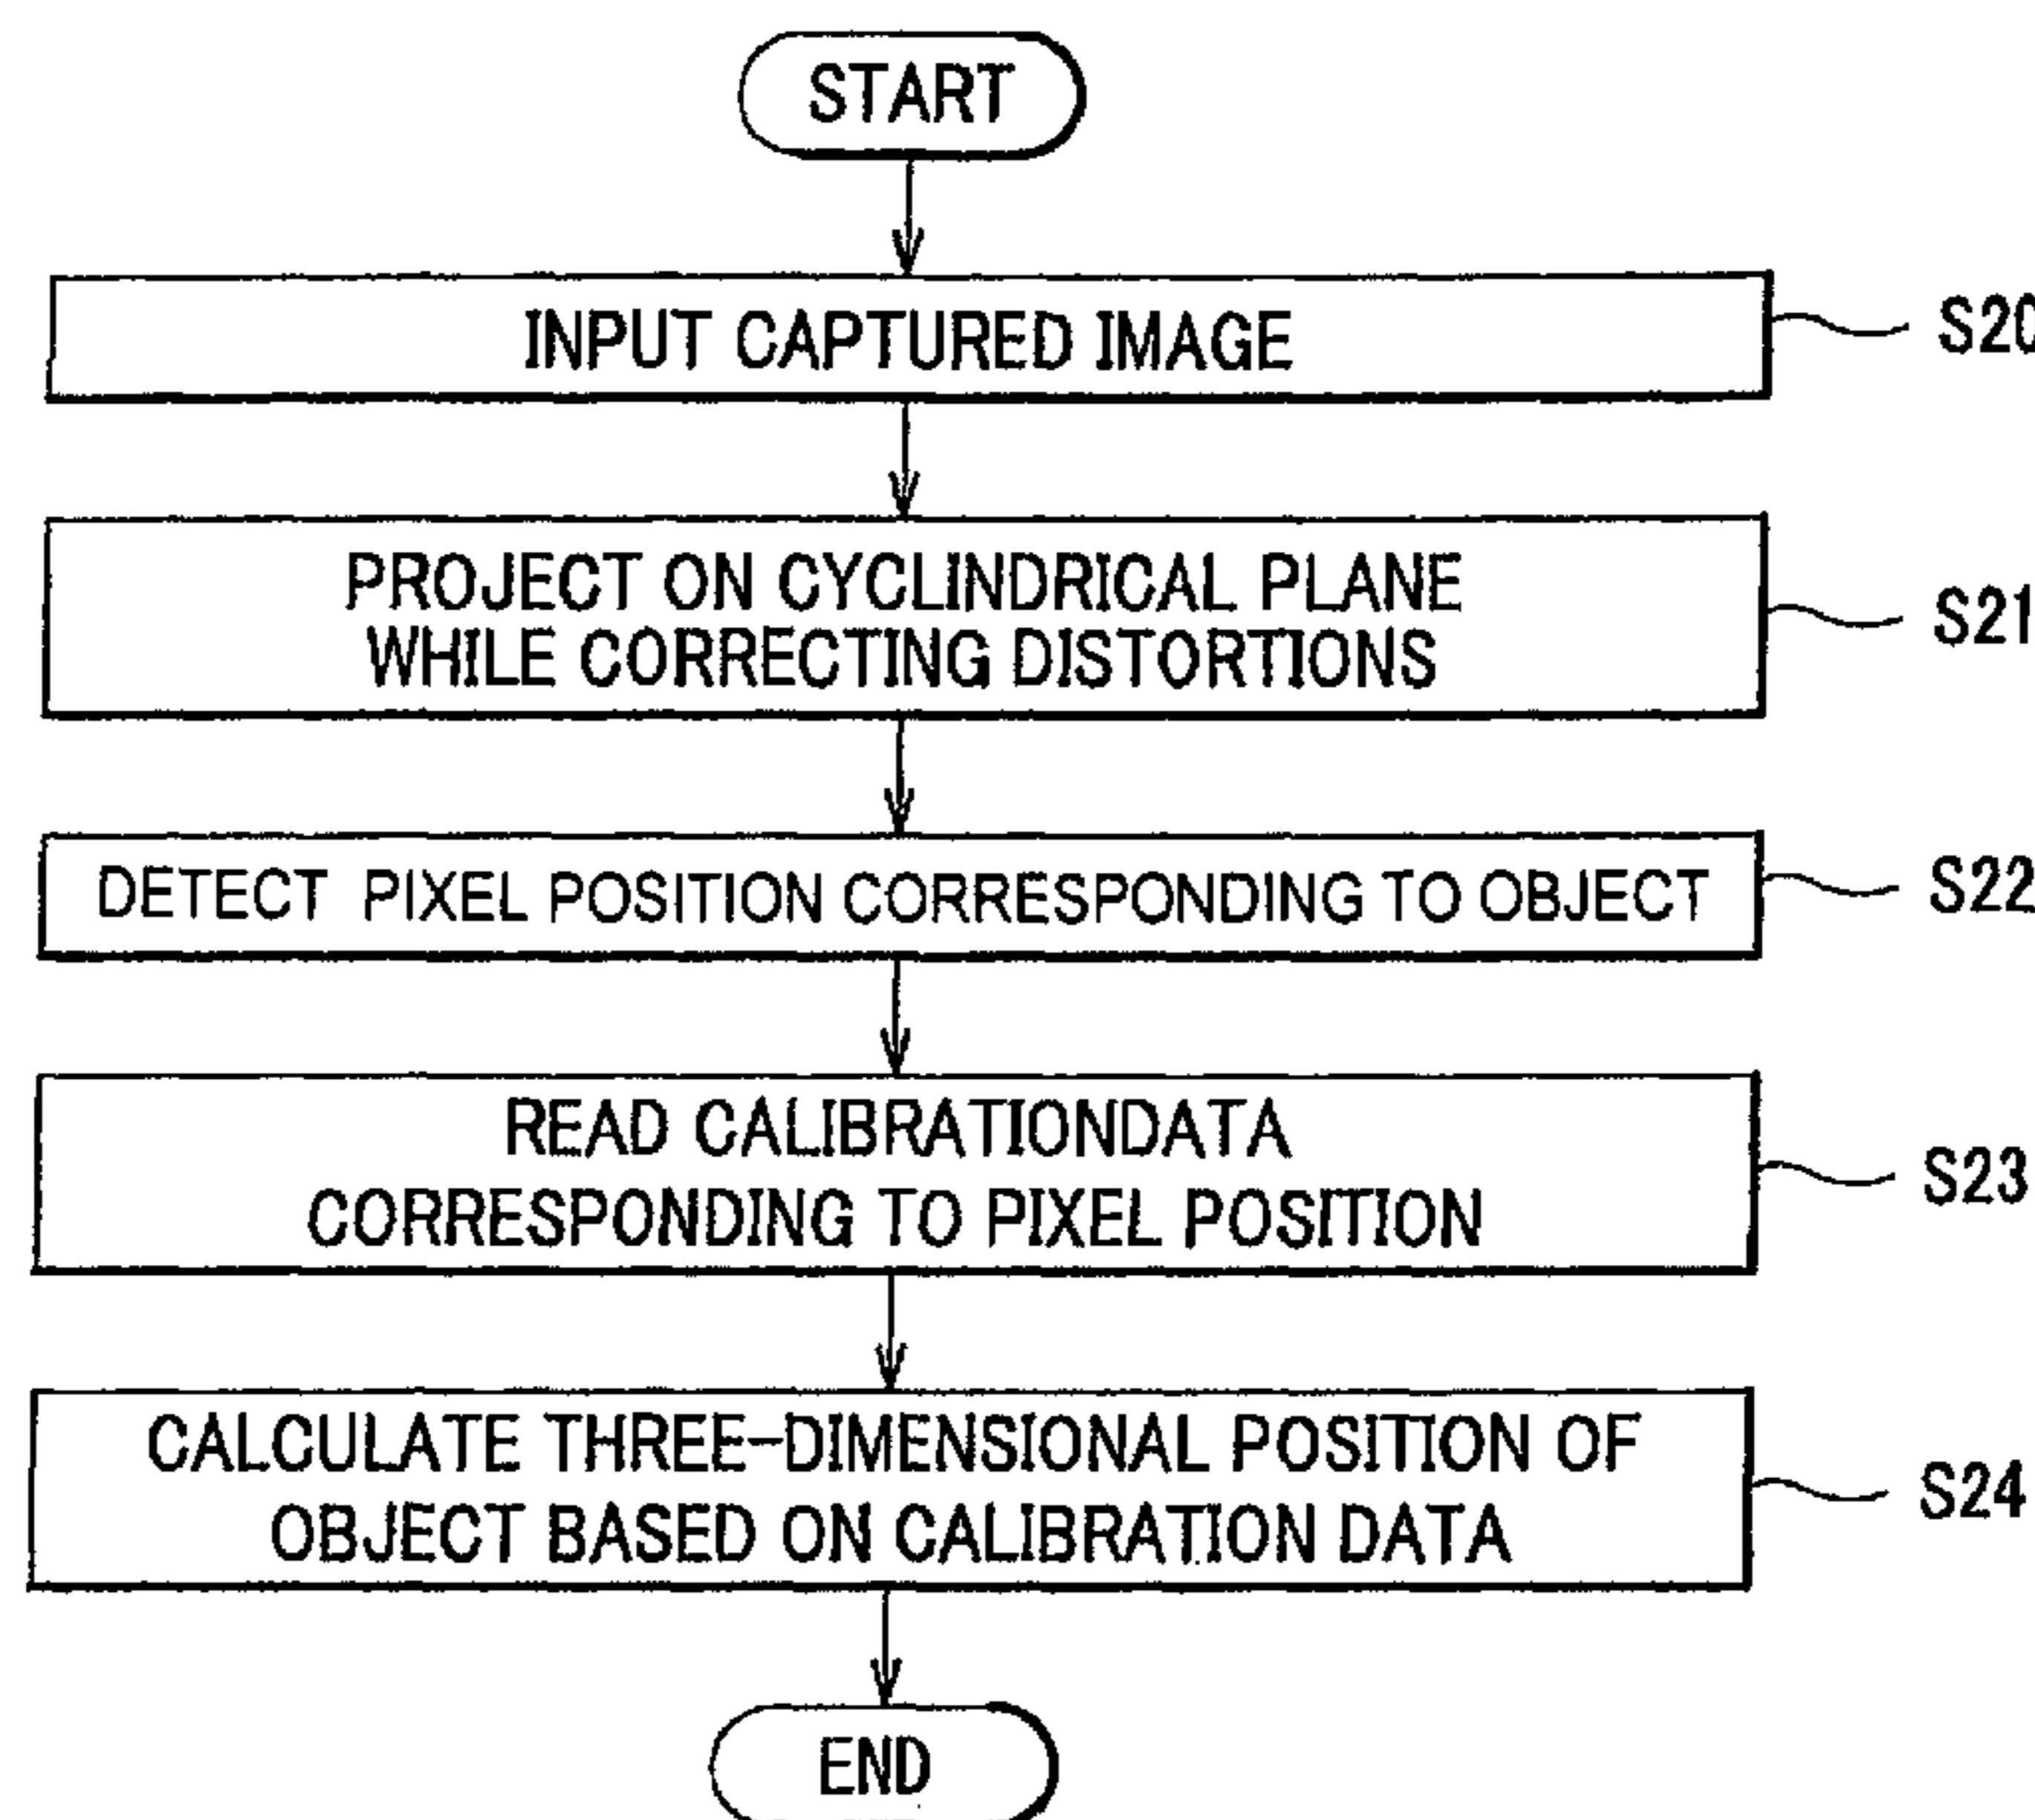 START
INPUT CAPTURED IMAGE
S20
PROJECT ON CYCLINDRICAL PLANE
WHILE CORRECTING DISTORTIONS
S21
DETECT PIXEL POSITION CORRESPONDING TO OBJECT
S22
READ CALIBRATIONDATA
CORRESPONDING TO PIXEL POSITION
S23
CALCULATE THREE-DIMENSIONAL POSITION OF
OBJECT BASED ON CALIBRATION DATA
S24
END